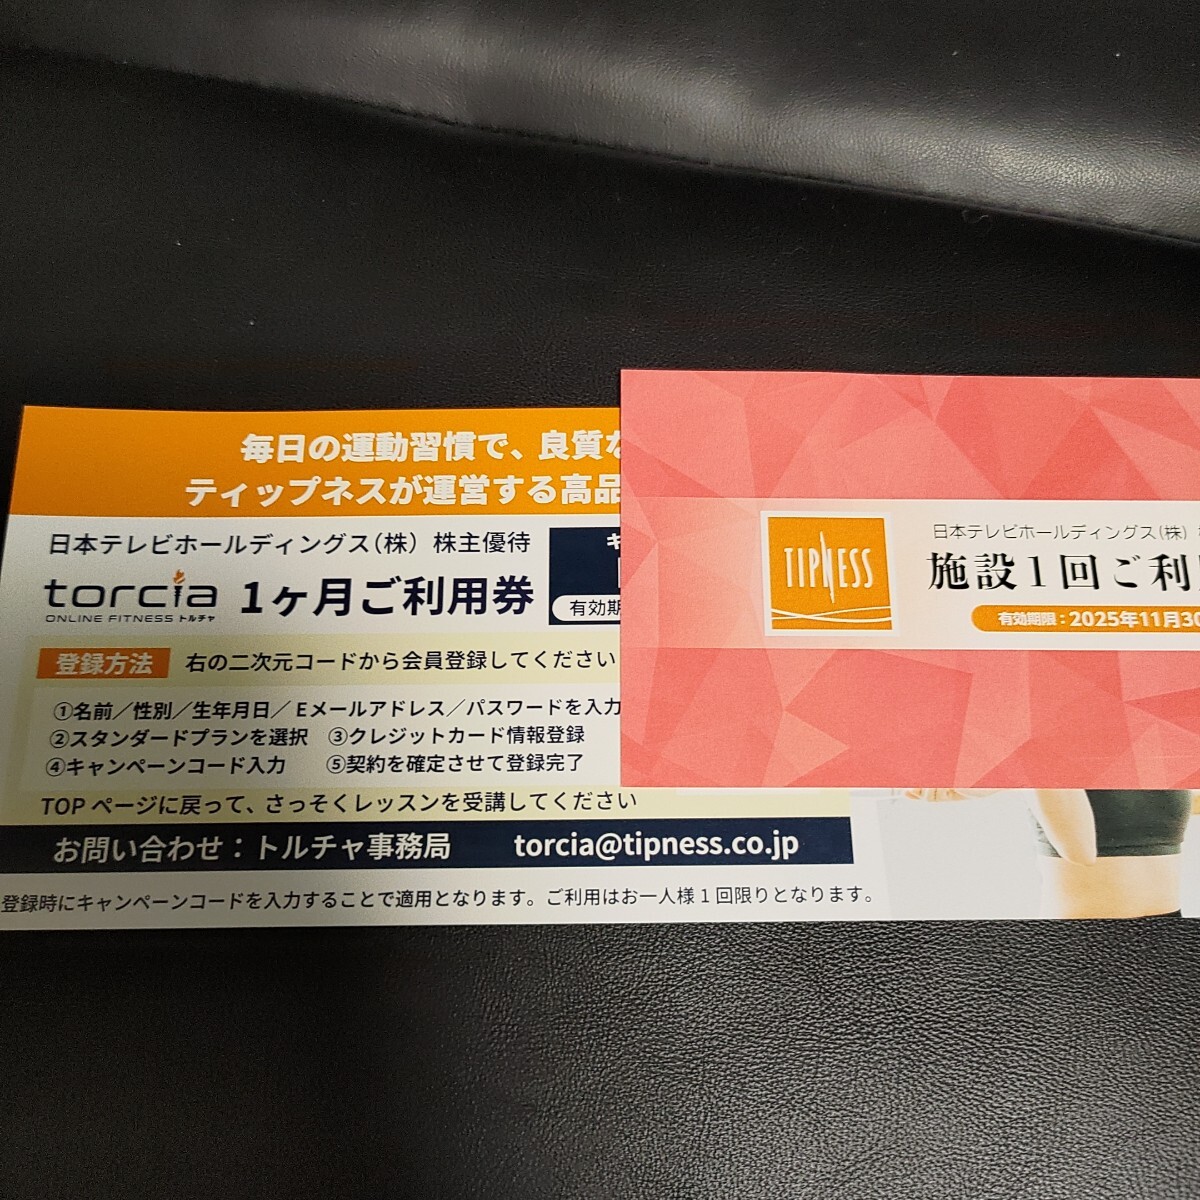 毎日の運動習慣で、良質な
ティップネスが運営する高品
日本テレビホールディングス(株) 株主優待
torcia
ONLINE FITNESS トルチャ
1ヶ月ご利用券
有効期
登録方法 右の二次元コードから会員登録してください
①名前／性別／生年月日／Eメールアドレス／パスワードを入力
②スタンダードプランを選択 ③クレジットカード情報登録
④キャンペーンコード入力 ⑤契約を確定させて登録完了
TOPページに戻って、さっそくレッスンを受講してください
お問い合わせ：トルチャ事務局 torcia@tipness.co.jp
登録時にキャンペーンコードを入力することで適用となります。ご利用はお一人様1回限りとなります。
TIPNESS
日本テレビホールディングス(株)
施設1回ご利
有効期限：2025年11月30